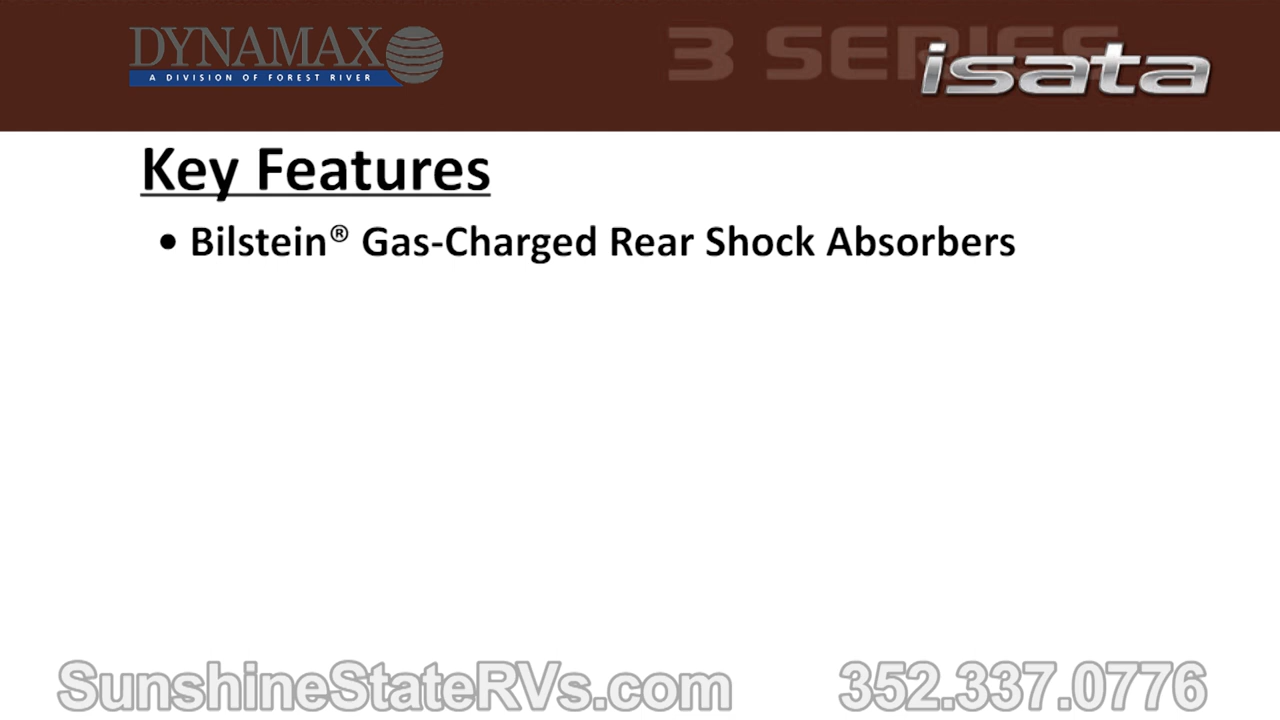 DYNAMAX
A DIVISION OF FOREST RIVER
3 SERIES
isata
Key Features
• Bilstein® Gas-Charged Rear Shock Absorbers
SunshineStateRVs.com
352.337.0776